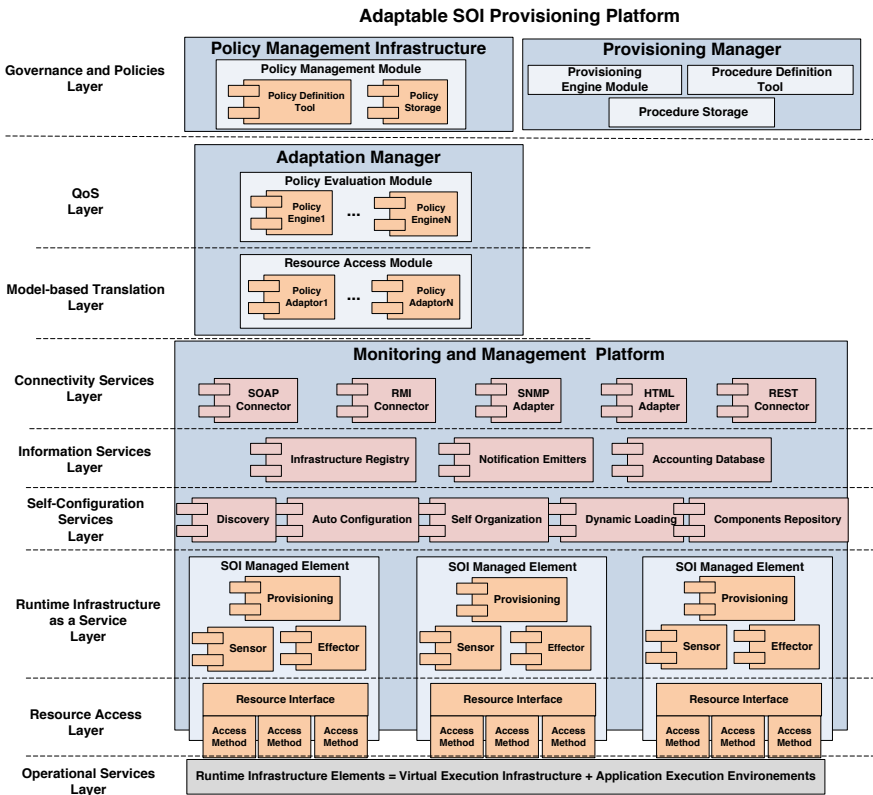 Adaptable SOI Provisioning Platform
Governance and Policies
Layer
Policy Management Infrastructure
Policy Management Module
Policy Definition
Tool
Policy
Storage
Provisioning Manager
Provisioning
Engine Module
Procedure Definition
Tool
Procedure Storage
QoS
Layer
Adaptation Manager
Policy Evaluation Module
Policy
Engine1
...
Policy
EngineN
Model-based Translation
Layer
Resource Access Module
Policy
Adaptor1
...
Policy
AdaptorN
Monitoring and Management Platform
Connectivity Services
Layer
SOAP
Connector
RMI
Connector
SNMP
Adapter
HTML
Adapter
REST
Connector
Information Services
Layer
Infrastructure Registry
Notification Emitters
Accounting Database
Self-Configuration
Services
Layer
Discovery
Auto Configuration
Self Organization
Dynamic Loading
Components Repository
Runtime Infrastructure
as a Service
Layer
SOI Managed Element
Provisioning
Sensor
Effector
SOI Managed Element
Provisioning
Sensor
Effector
SOI Managed Element
Provisioning
Sensor
Effector
Resource Access
Layer
Resource Interface
Access
Method
Access
Method
Access
Method
Resource Interface
Access
Method
Access
Method
Access
Method
Resource Interface
Access
Method
Access
Method
Access
Method
Operational Services
Layer
Runtime Infrastructure Elements = Virtual Execution Infrastructure + Application Execution Environements